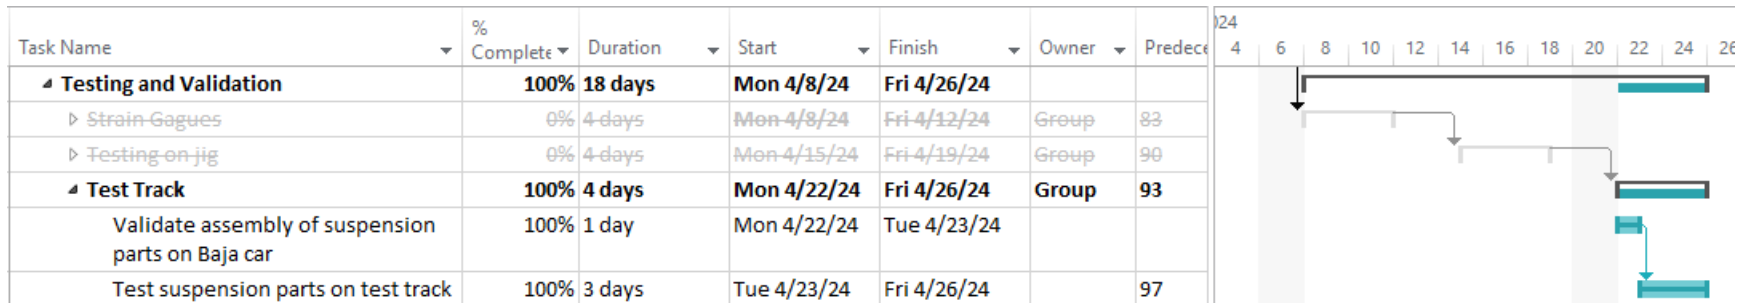 Task Name % Complete Duration Start Finish Owner Predece
024
4 6 8 10 12 14 16 18 20 22 24 26
Testing and Validation 100% 18 days Mon 4/8/24 Fri 4/26/24
Strain Gagues 0% 4 days Mon 4/8/24 Fri 4/12/24 Group 83
Testing on jig 0% 4 days Mon 4/15/24 Fri 4/19/24 Group 90
Test Track 100% 4 days Mon 4/22/24 Fri 4/26/24 Group 93
Validate assembly of suspension 100% 1 day Mon 4/22/24 Tue 4/23/24
parts on Baja car
Test suspension parts on test track 100% 3 days Tue 4/23/24 Fri 4/26/24 97